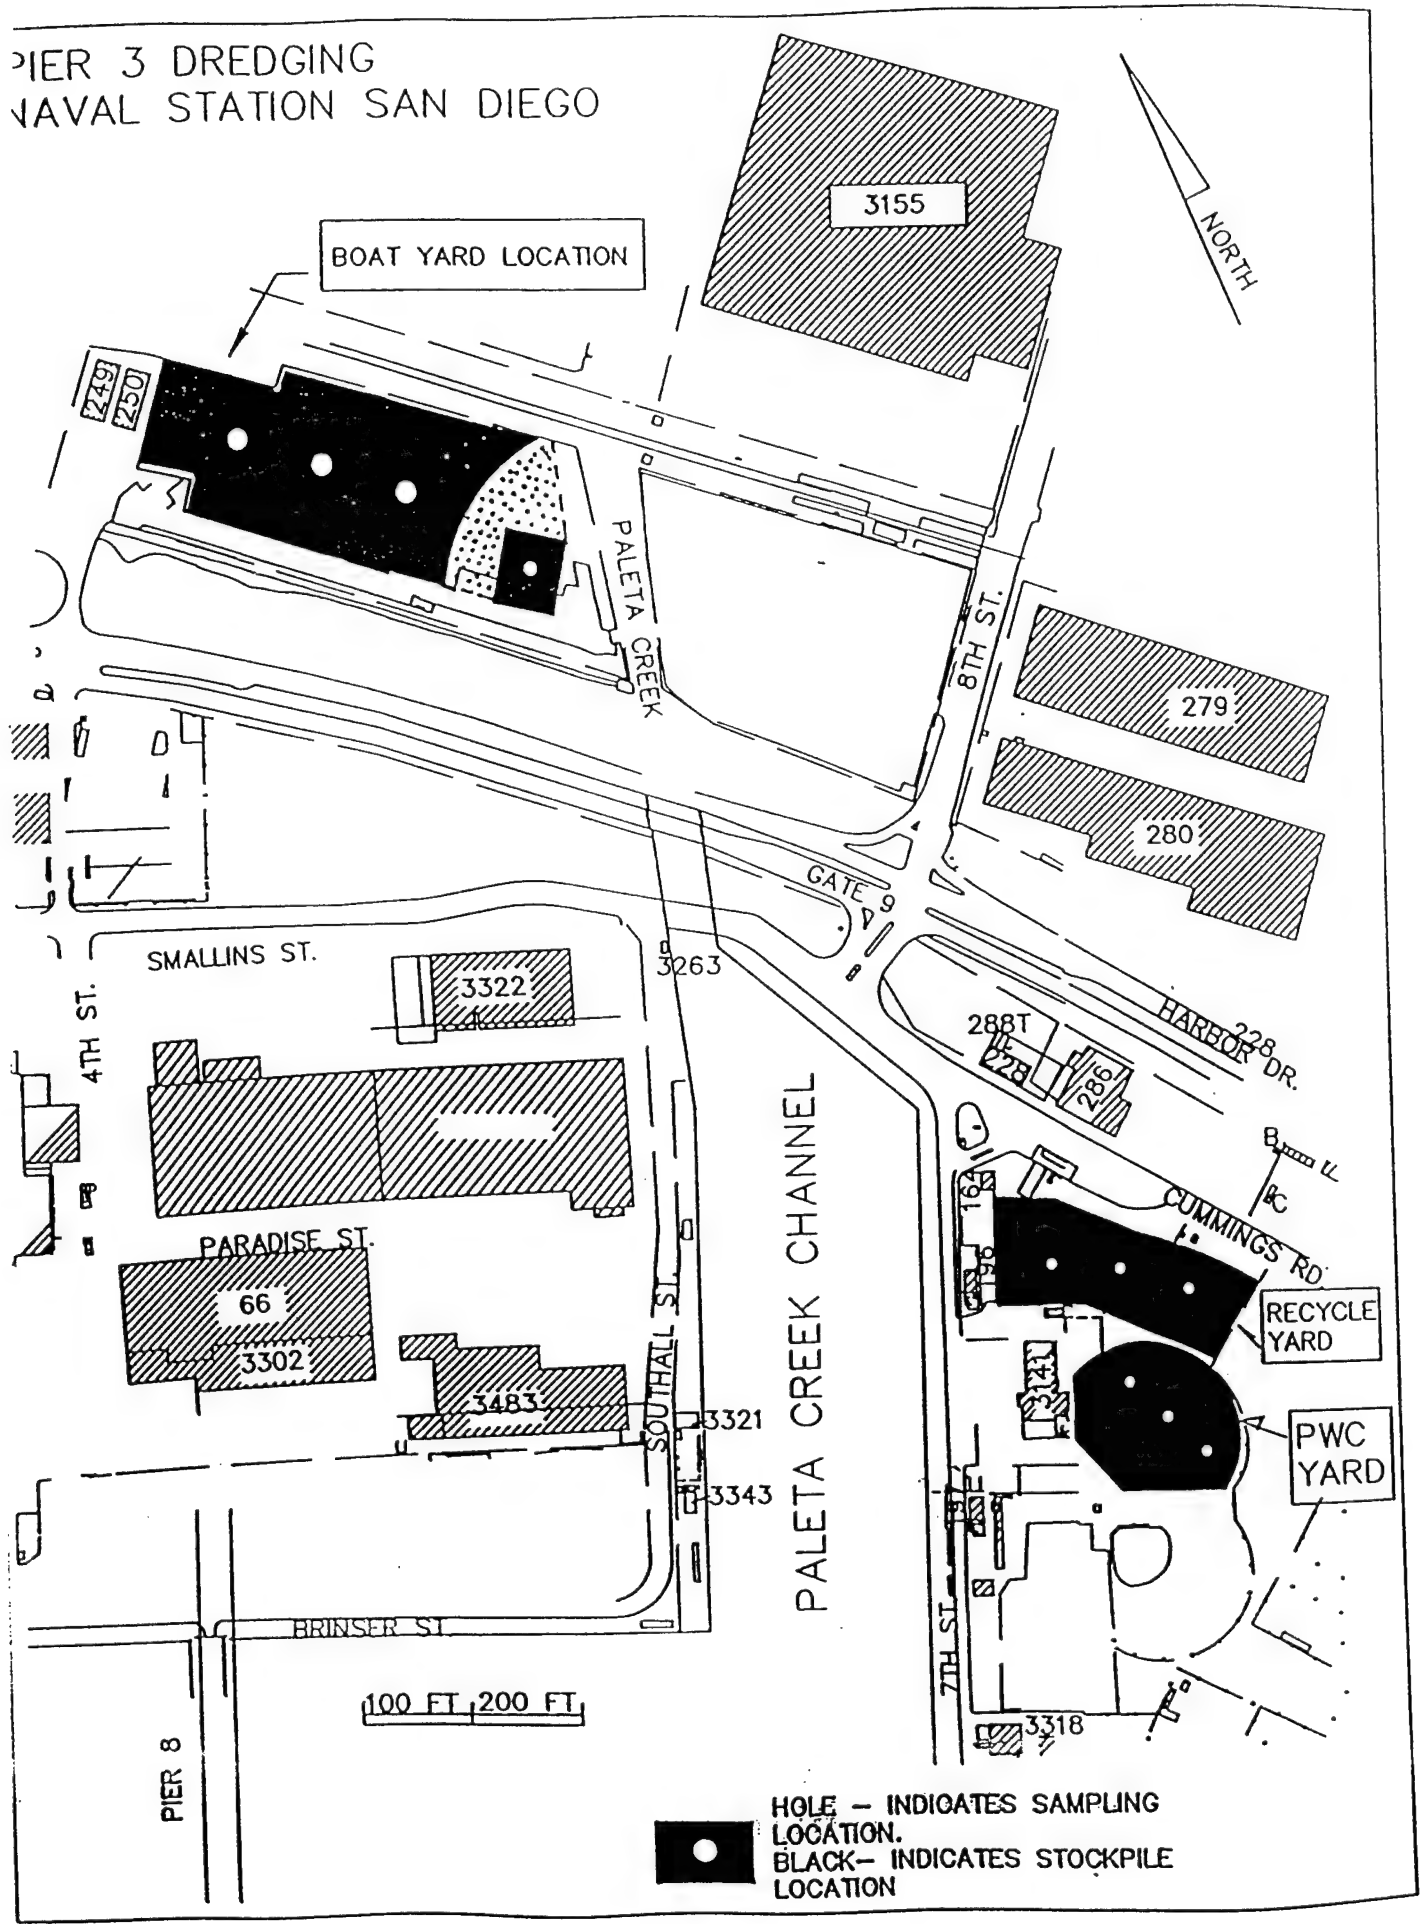 PIER 3 DREDGING
NAVAL STATION SAN DIEGO
3155
NORTH
BOAT YARD LOCATION
249
250
PALETA CREEK
8TH ST.
279
280
GATE 9
SMALLINS ST.
3322
3263
4TH ST.
HARBOR DR.
228
288T
228
286
B
C
PALETA CREEK CHANNEL
164
CUMMINGS RD.
PARADISE ST.
66
3302
96
RECYCLE
YARD
3141
SOUTHALL ST.
3483
3321
PWC
YARD
3343
BRINSER ST.
7TH ST.
100 FT
200 FT
3318
PIER 8
HOLE – INDICATES SAMPLING
LOCATION.
BLACK– INDICATES STOCKPILE
LOCATION